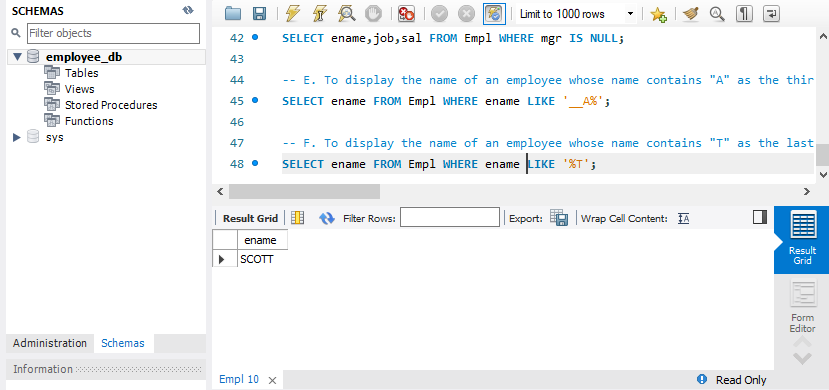 SCHEMAS
Filter objects
employee_db
Tables
Views
Stored Procedures
Functions
sys
Administration Schemas
Information
Limit to 1000 rows
42 SELECT ename,job,sal FROM Empl WHERE mgr IS NULL;
43
44 -- E. To display the name of an employee whose name contains "A" as the thir
45 SELECT ename FROM Empl WHERE ename LIKE '__A%';
46
47 -- F. To display the name of an employee whose name contains "T" as the last
48 SELECT ename FROM Empl WHERE ename LIKE '%T';
Result Grid Filter Rows: Export: Wrap Cell Content: IA
ename
SCOTT
Result
Grid
Form
Editor
Empl 10 Read Only